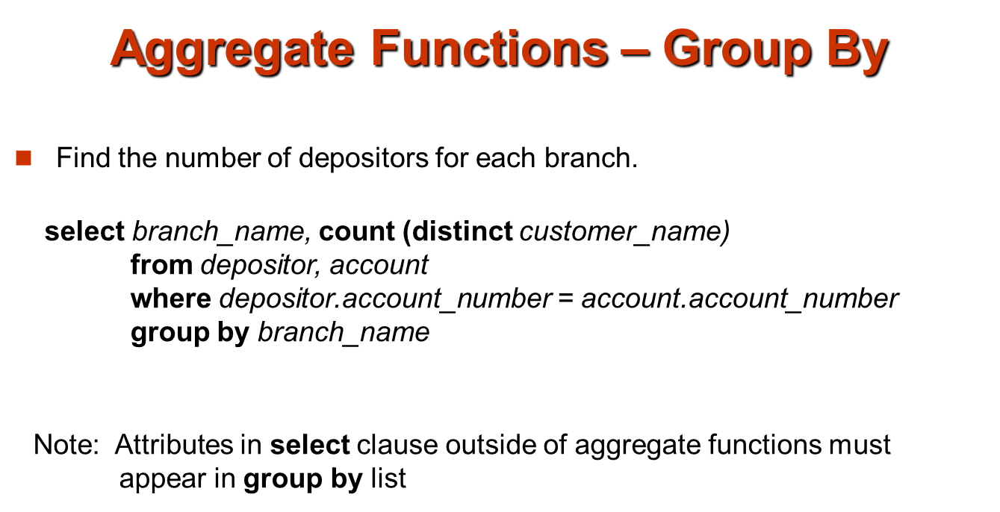 Aggregate Functions – Group By
Find the number of depositors for each branch.
select branch_name, count (distinct customer_name)
from depositor, account
where depositor.account_number = account.account_number
group by branch_name
Note: Attributes in select clause outside of aggregate functions must
appear in group by list